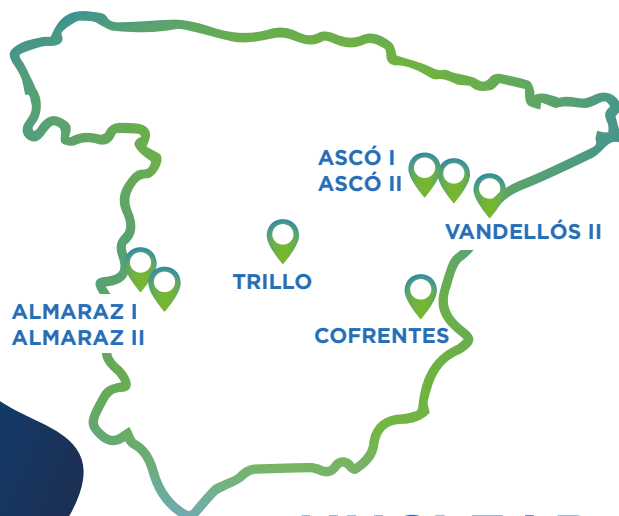 ASCÓ I
ASCÓ II
VANDELLÓS II
TRILLO
ALMARAZ I
ALMARAZ II
COFRENTES